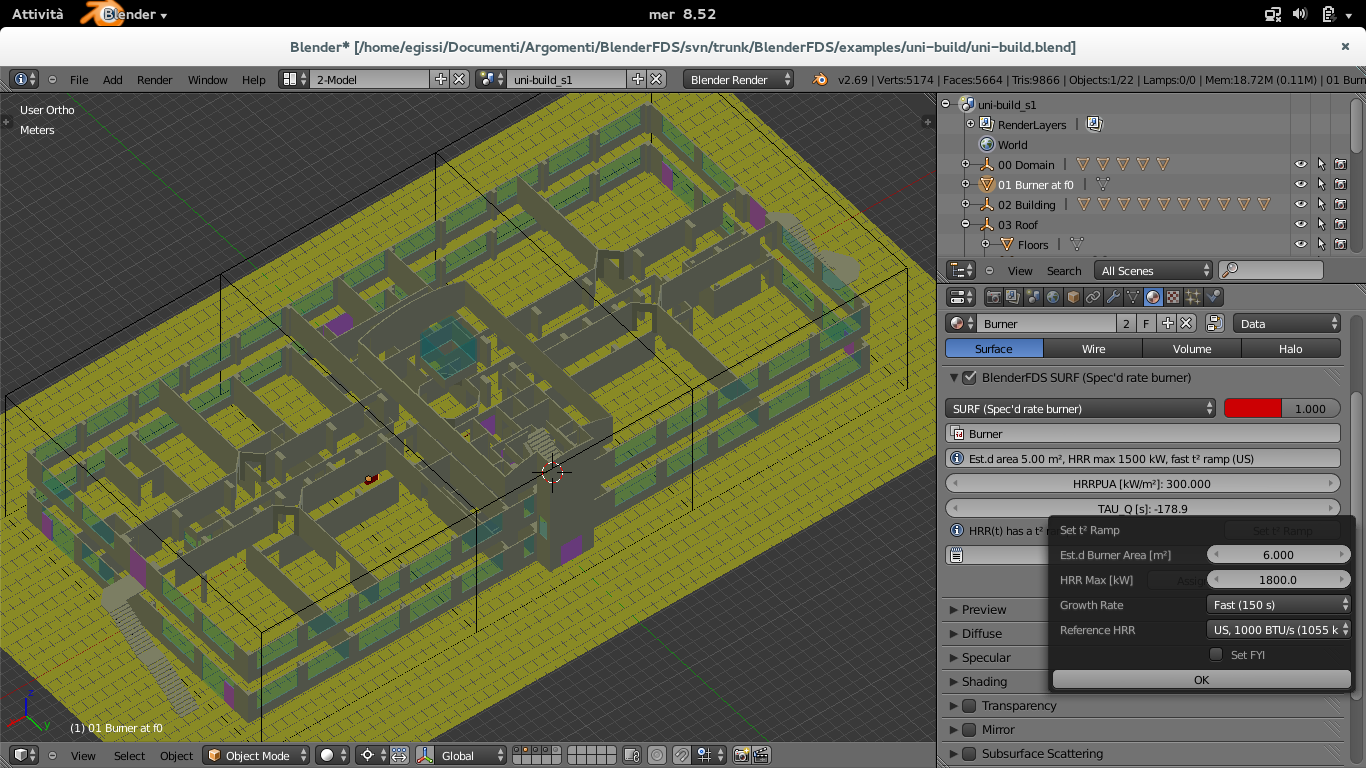 Attività
Blender
mer 8.52
Blender* [/home/egissi/Documenti/Argomenti/BlenderFDS/svn/trunk/BlenderFDS/examples/uni-build/uni-build.blend]
File Add Render Window Help
2-Model
uni-build_s1
Blender Render
v2.69 | Verts:5174 | Faces:5664 | Tris:9866 | Objects:1/22 | Lamps:0/0 | Mem:18.72M (0.11M) | 01 Burn
User Ortho
Meters
uni-build_s1
RenderLayers
World
00 Domain
01 Burner at f0
02 Building
03 Roof
Floors
View Search All Scenes
Burner 2 F Data
Surface Wire Volume Halo
BlenderFDS SURF (Spec'd rate burner)
SURF (Spec'd rate burner) 1.000
Burner
Est.d area 5.00 m², HRR max 1500 kW, fast t² ramp (US)
HRRPUA [kW/m²]: 300.000
TAU_Q [s]: -178.9
HRR(t) has a t² ra
Set t² Ramp
Set t² Ramp
Est.d Burner Area [m²] 6.000
HRR Max [kW] 1800.0
Growth Rate Fast (150 s)
Reference HRR US, 1000 BTU/s (1055 k
Set FYI
OK
Preview
Diffuse
Specular
Shading
Transparency
Mirror
Subsurface Scattering
z
y
(1) 01 Burner at f0
View Select Object Object Mode Global